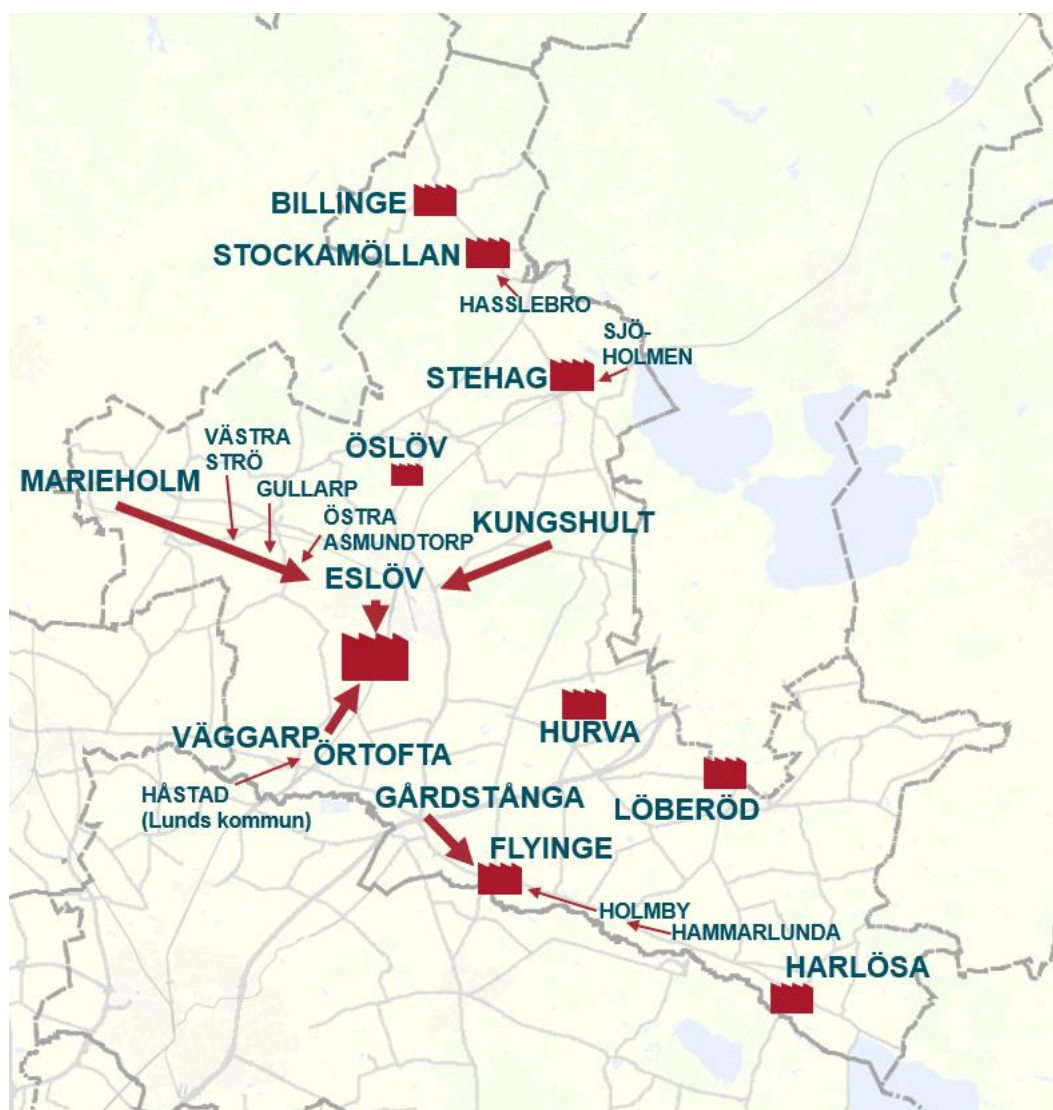 BILLINGE
STOCKAMÖLLAN
HASSLEBRO
SJÖ-
HOLMEN
STEHAG
VÄSTRA
STRÖ
ÖSLÖV
MARIEHOLM
GULLARP
ÖSTRA
ASMUNDTORP
KUNGSHULT
ESLÖV
VÄGGARP
ÖRTOFTA
HURVA
HÅSTAD
(Lunds kommun)
GÅRDSTÅNGA
LÖBERÖD
FLYINGE
HOLMBY
HAMMARLUNDA
HARLÖSA